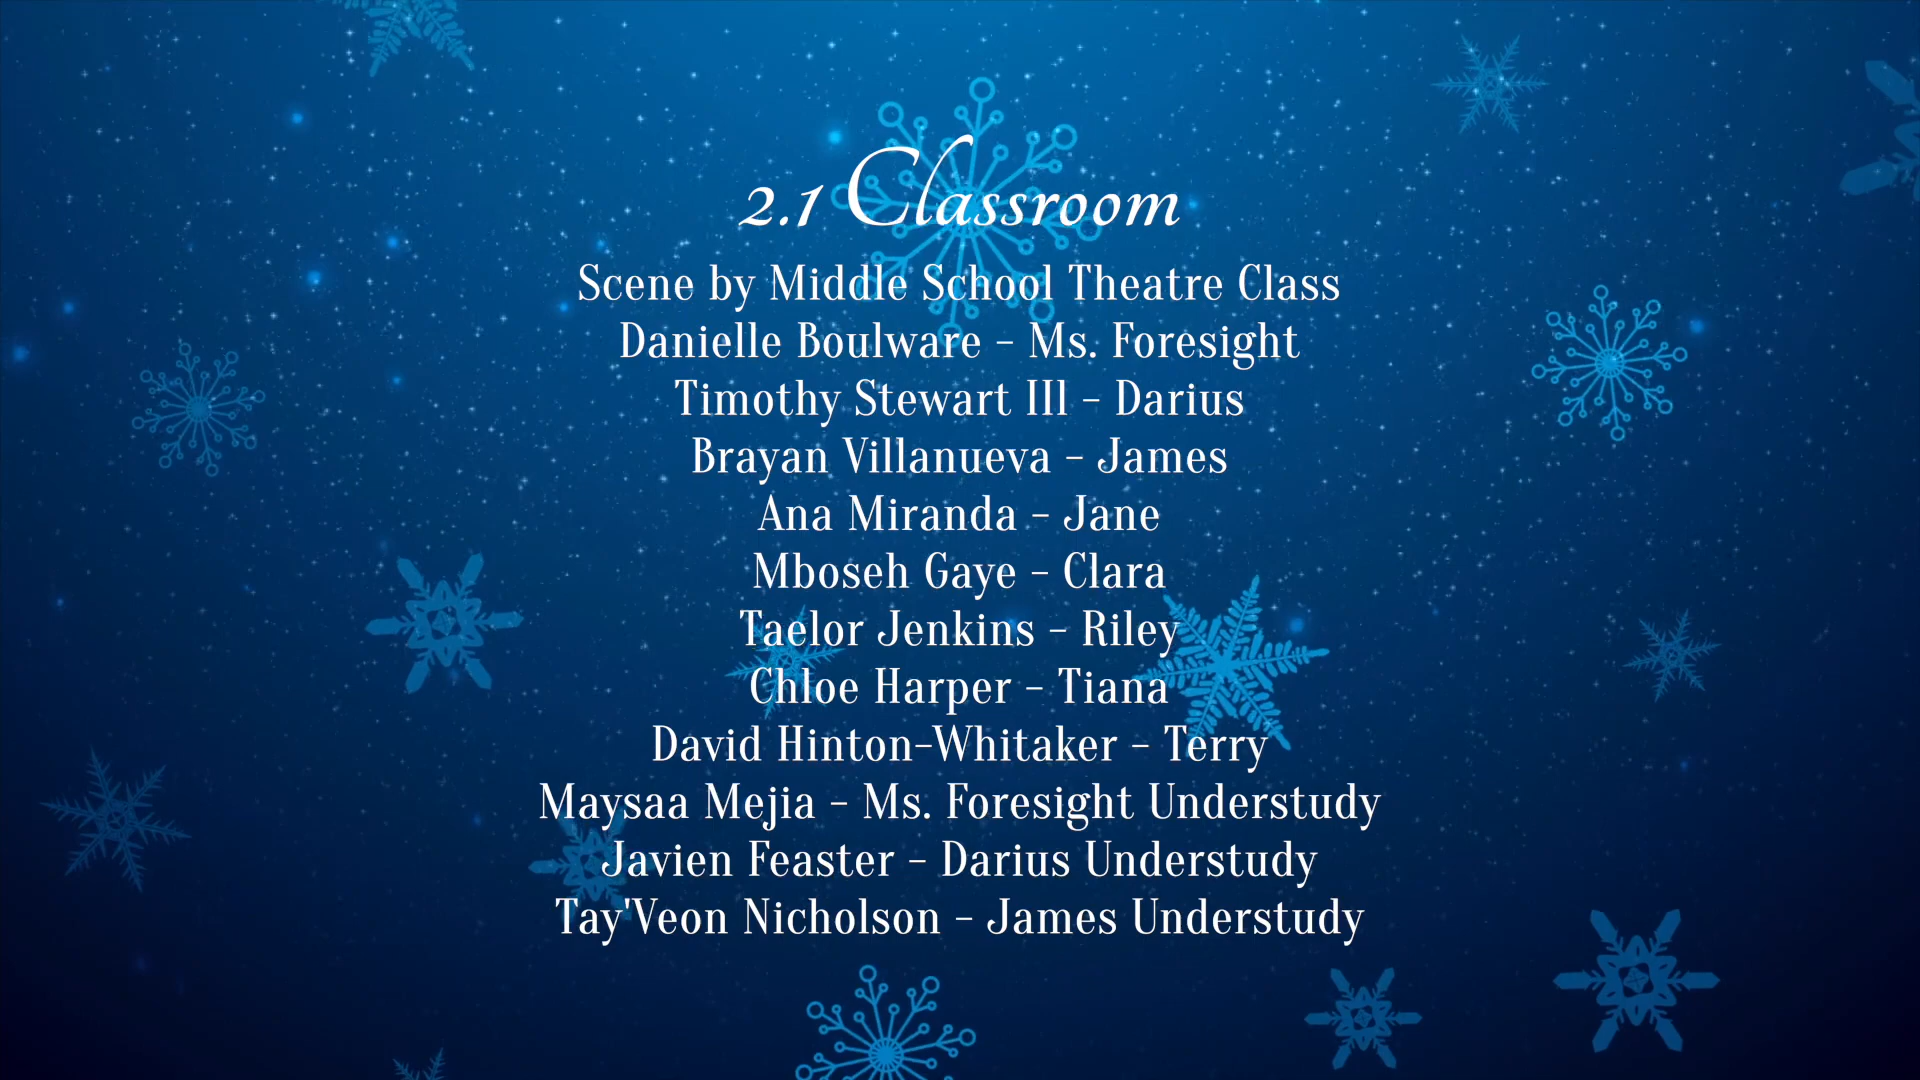 2.1 Classroom
Scene by Middle School Theatre Class
Danielle Boulware - Ms. Foresight
Timothy Stewart III - Darius
Brayan Villanueva - James
Ana Miranda - Jane
Mboseh Gaye - Clara
Taelor Jenkins - Riley
Chloe Harper - Tiana
David Hinton-Whitaker - Terry
Maysaa Mejia - Ms. Foresight Understudy
Javien Feaster - Darius Understudy
Tay'Veon Nicholson - James Understudy